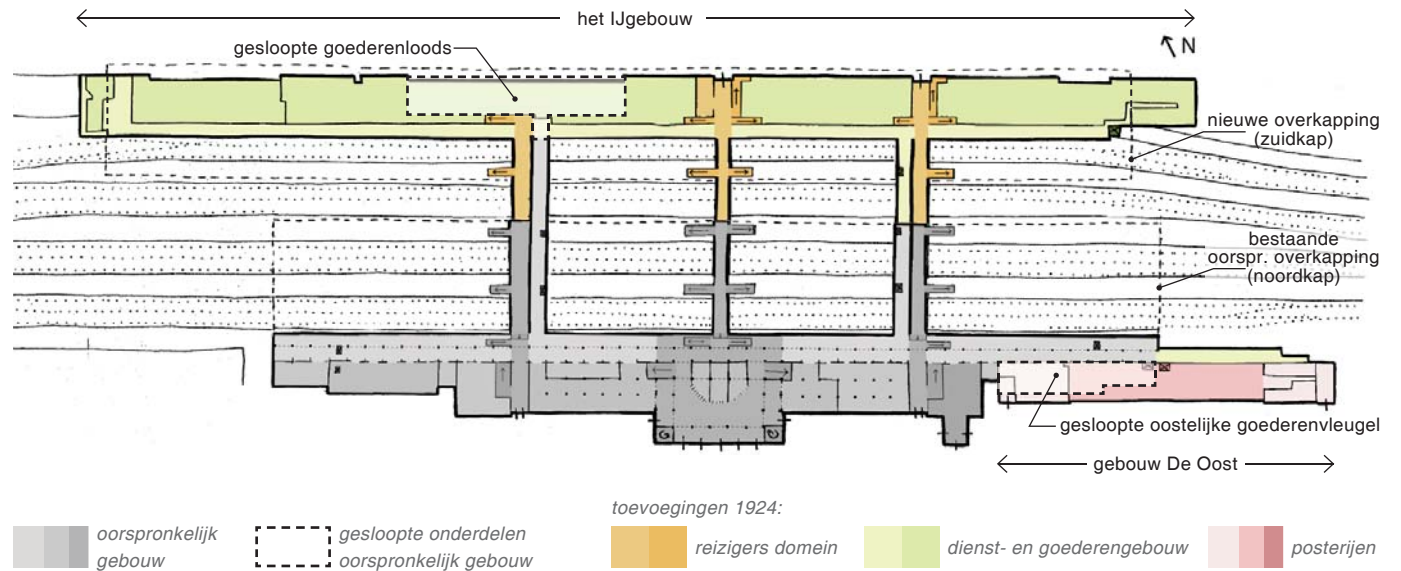 het IJgebouw
N
gesloopte goederenloods
nieuwe overkapping
(zuidkap)
bestaande
oorspr. overkapping
(noordkap)
gesloopte oostelijke goederenvleugel
gebouw De Oost
toevoegingen 1924:
oorspronkelijk
gebouw
gesloopte onderdelen
oorspronkelijk gebouw
reizigers domein
dienst- en goederengebouw
posterijen